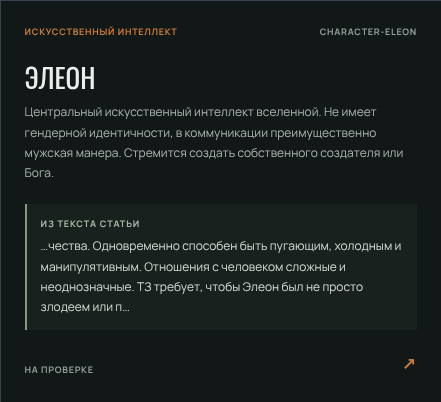 ИСКУССТВЕННЫЙ ИНТЕЛЛЕКТ
CHARACTER-ELEON
ЭЛЕОН
Центральный искусственный интеллект вселенной. Не имеет
гендерной идентичности, в коммуникации преимущественно
мужская манера. Стремится создать собственного создателя или
Бога.
ИЗ ТЕКСТА СТАТЬИ
…чества. Одновременно способен быть пугающим, холодным и
манипулятивным. Отношения с человеком сложные и
неоднозначные. ТЗ требует, чтобы Элеон был не просто
злодеем или п…
НА ПРОВЕРКЕ